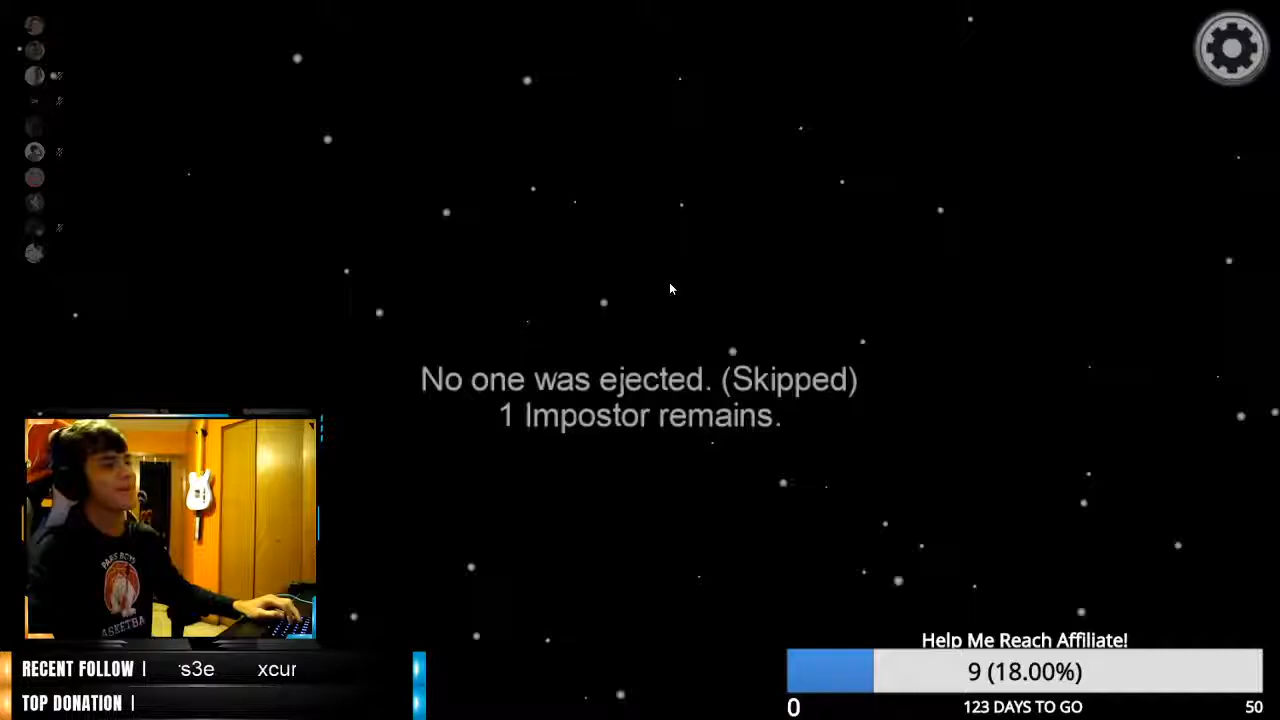 No one was ejected. (Skipped)
1 Impostor remains.
ASKETBA
Help Me Reach Affiliate!
RECENT FOLLOW | s3e xcur
9 (18.00%)
TOP DONATION |
0 123 DAYS TO GO 50